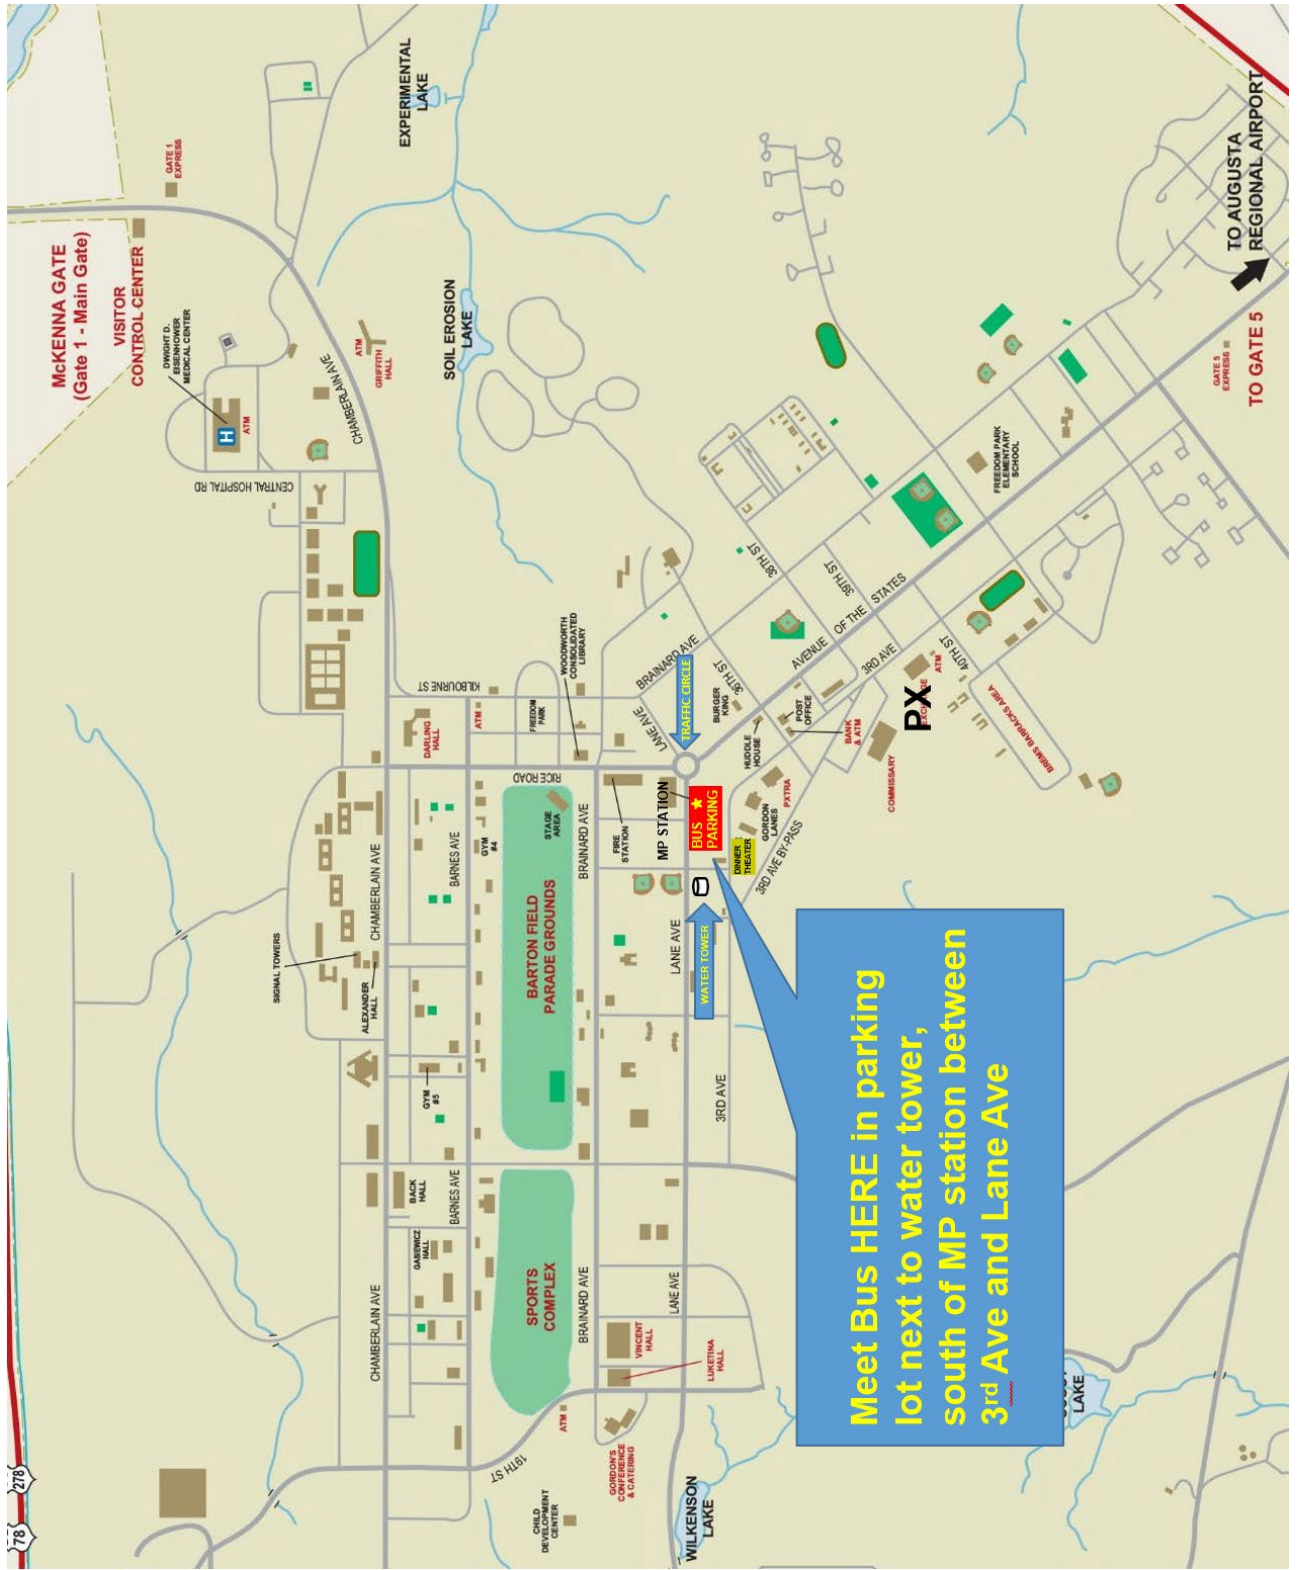 McKENNA GATE
(Gate 1 - Main Gate)
VISITOR
CONTROL CENTER
GATE 1
EXPRESS
DWIGHT D.
EISENHOWER
MEDICAL CENTER
H
ATM
CENTRAL HOSPITAL RD
CHAMBERLAIN AVE
ATM
GRIFFITH
HALL
EXPERIMENTAL
LAKE
SOIL EROSION
LAKE
TO AUGUSTA
REGIONAL AIRPORT
TO GATE 5
GATE 5
EXPRESS
FREEDOM PARK
ELEMENTARY
SCHOOL
38TH ST
39TH ST
AVENUE OF THE STATES
3RD AVE
40TH ST
BRAINARD AVE
36TH ST
BURGER
KING
TRAFFIC CIRCLE
LANE AVE
HUDDLE
HOUSE
POST
OFFICE
BANK
& ATM
PX
EXCHANGE
ATM
COMMISSARY
BREMS BARRACKS AREA
WOODWORTH
CONSOLIDATED
LIBRARY
KILBOURNE ST
FREEDOM
PARK
ATM
DARLING
HALL
RICE ROAD
STAGE
AREA
FIRE
STATION
MP STATION
BUS
PARKING
PXTRA
GORDON
LANES
DINNER
THEATER
3RD AVE BY-PASS
WATER TOWER
LANE AVE
BRAINARD AVE
GYM
#4
BARNES AVE
CHAMBERLAIN AVE
SIGNAL TOWERS
ALEXANDER
HALL
BARTON FIELD
PARADE GROUNDS
GYM
#5
3RD AVE
BACK
HALL
BARNES AVE
GASIEWICZ
HALL
SPORTS
COMPLEX
BRAINARD AVE
LANE AVE
CHAMBERLAIN AVE
VINCENT
HALL
LUKETINA
HALL
ATM
19TH ST
GORDON'S
CONFERENCE
& CATERING
CHILD
DEVELOPMENT
CENTER
WILKENSON
LAKE
LAKE
78
278
Meet Bus HERE in parking
lot next to water tower,
south of MP station between
3rd Ave and Lane Ave